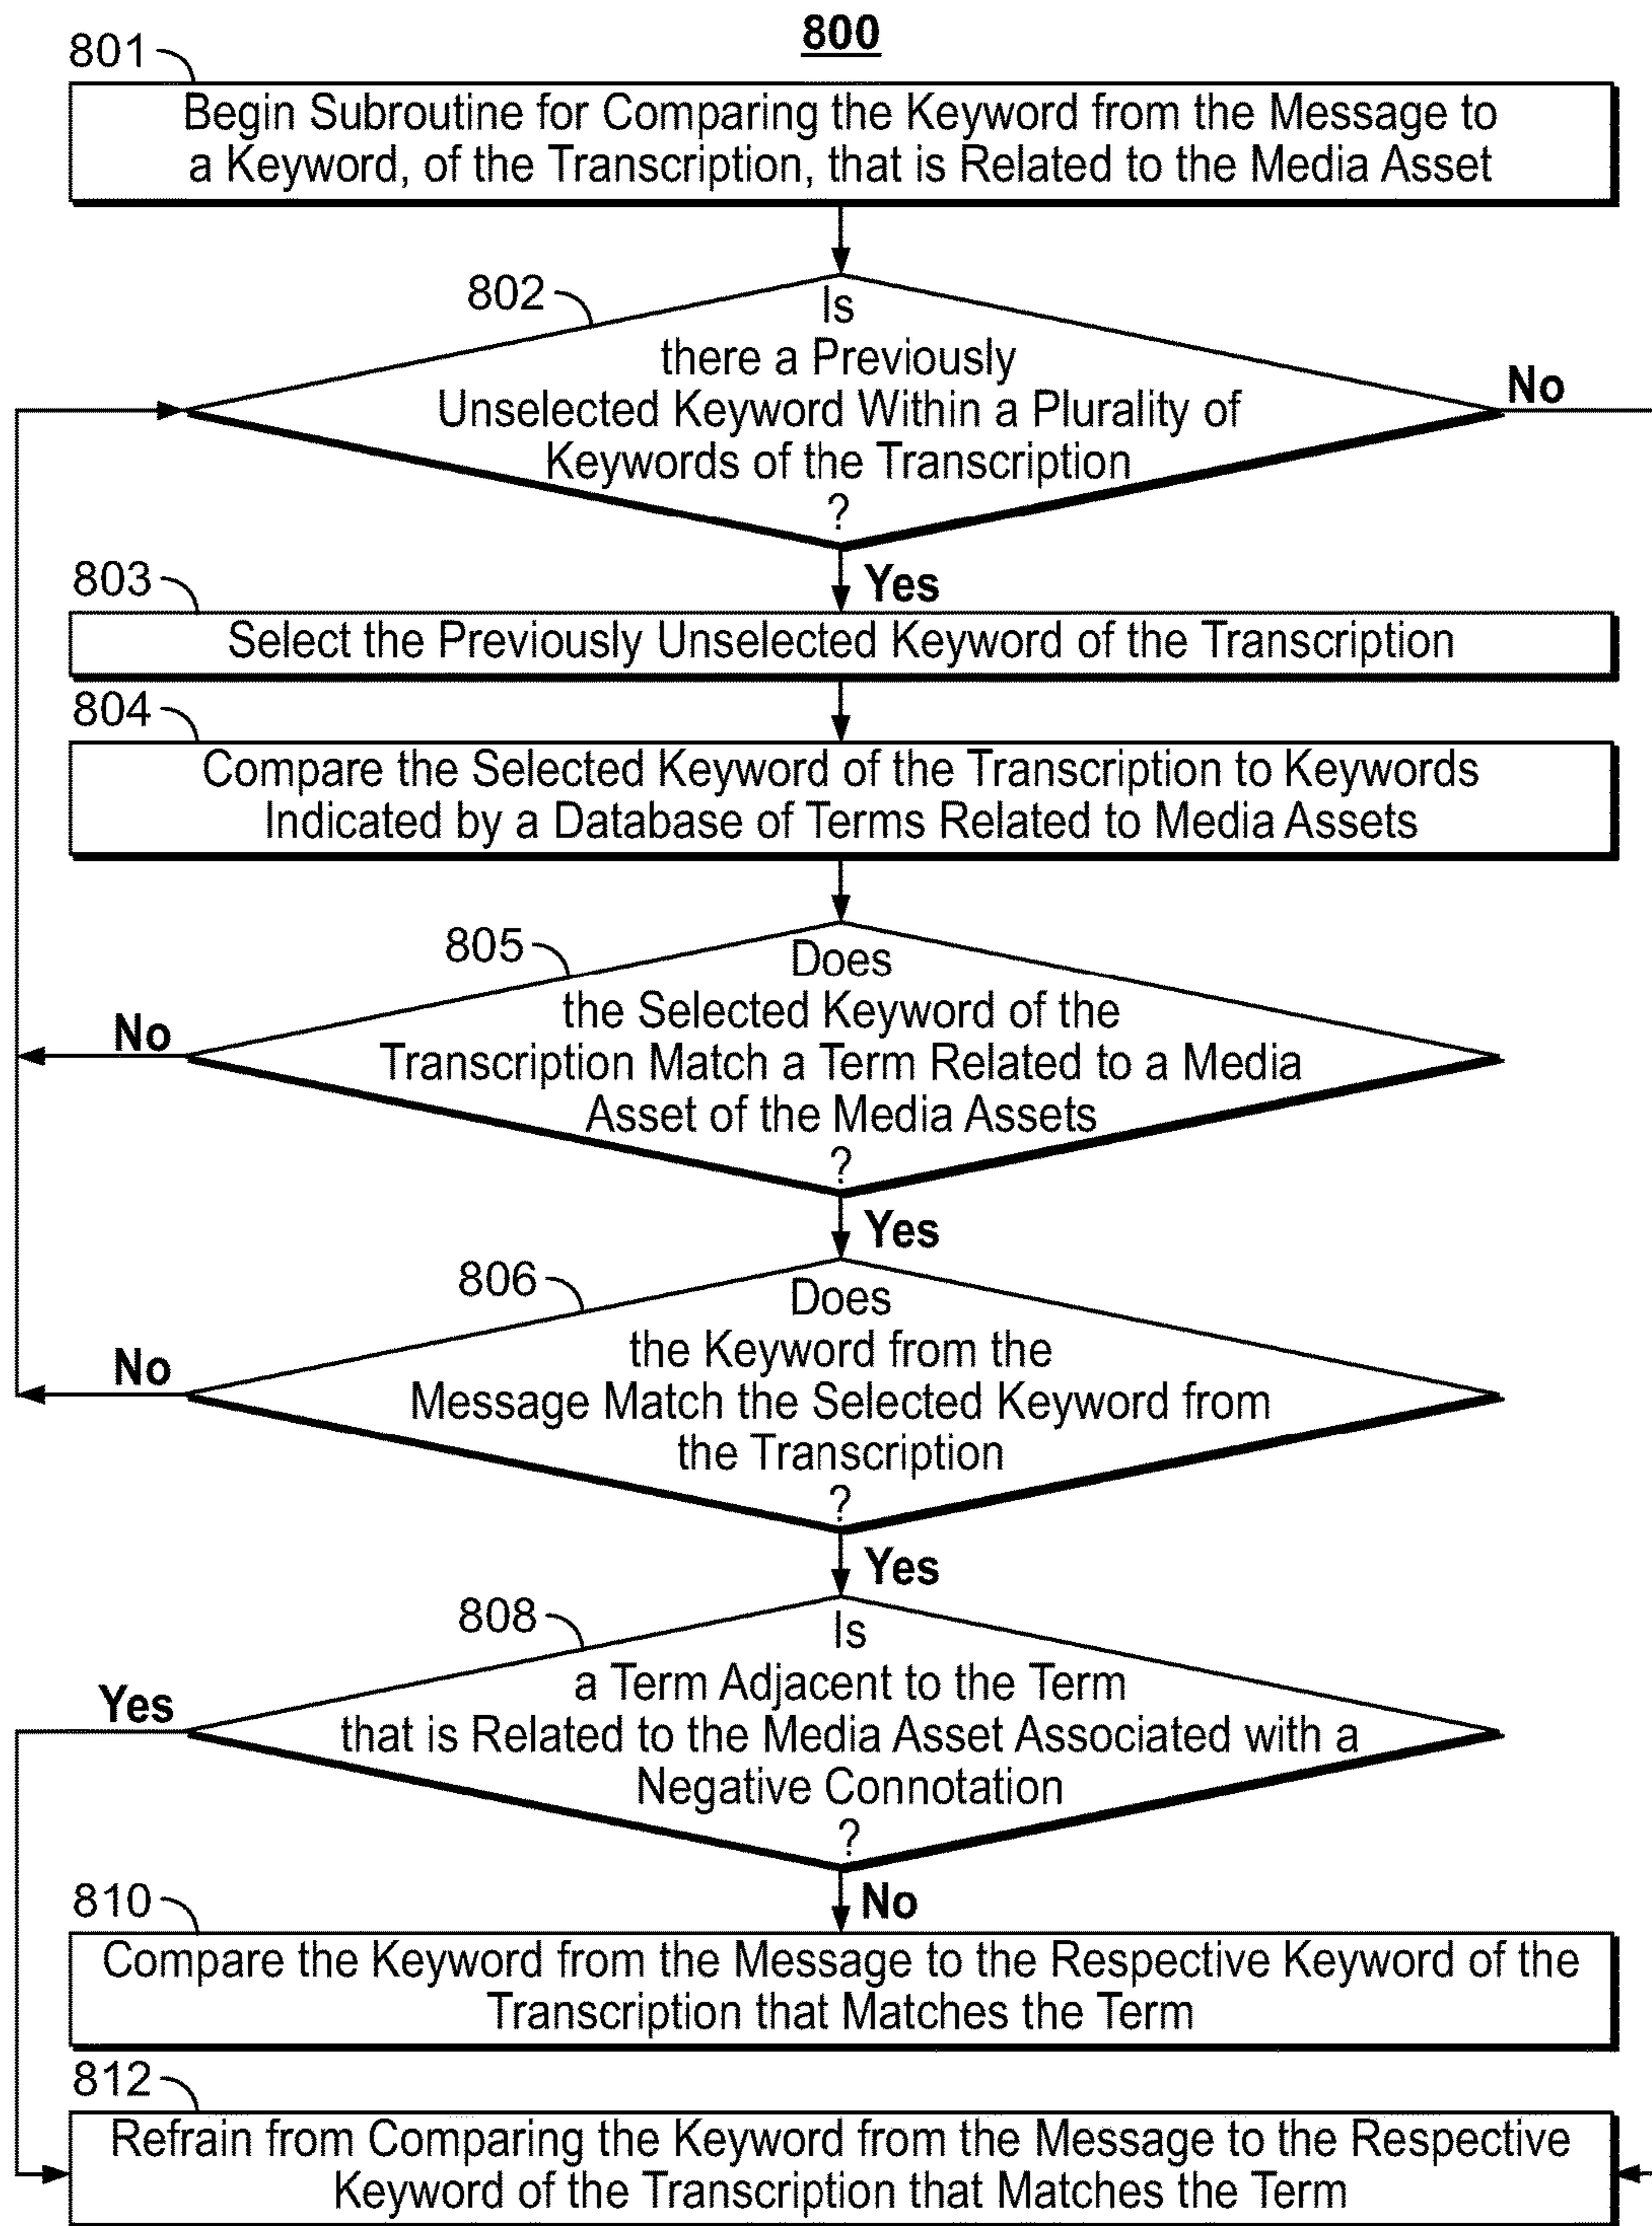 800
801
Begin Subroutine for Comparing the Keyword from the Message to
a Keyword, of the Transcription, that is Related to the Media Asset
802
Is
there a Previously
Unselected Keyword Within a Plurality of
Keywords of the Transcription
?
No
Yes
803
Select the Previously Unselected Keyword of the Transcription
804
Compare the Selected Keyword of the Transcription to Keywords
Indicated by a Database of Terms Related to Media Assets
805
Does
the Selected Keyword of the
Transcription Match a Term Related to a Media
Asset of the Media Assets
?
No
Yes
806
Does
the Keyword from the
Message Match the Selected Keyword from
the Transcription
?
No
Yes
808
Is
a Term Adjacent to the Term
that is Related to the Media Asset Associated with a
Negative Connotation
?
Yes
No
810
Compare the Keyword from the Message to the Respective Keyword of the
Transcription that Matches the Term
812
Refrain from Comparing the Keyword from the Message to the Respective
Keyword of the Transcription that Matches the Term